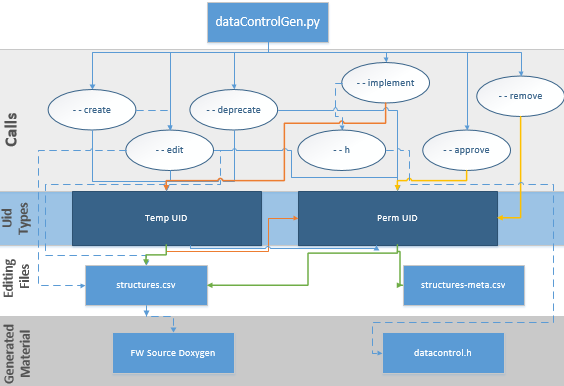 dataControlGen.py
Calls
- - create
- - edit
- - deprecate
- - implement
- - h
- - approve
- - remove
Uid
Types
Temp UID
Perm UID
Editing
Files
structures.csv
structures-meta.csv
Generated
Material
FW Source Doxygen
datacontrol.h